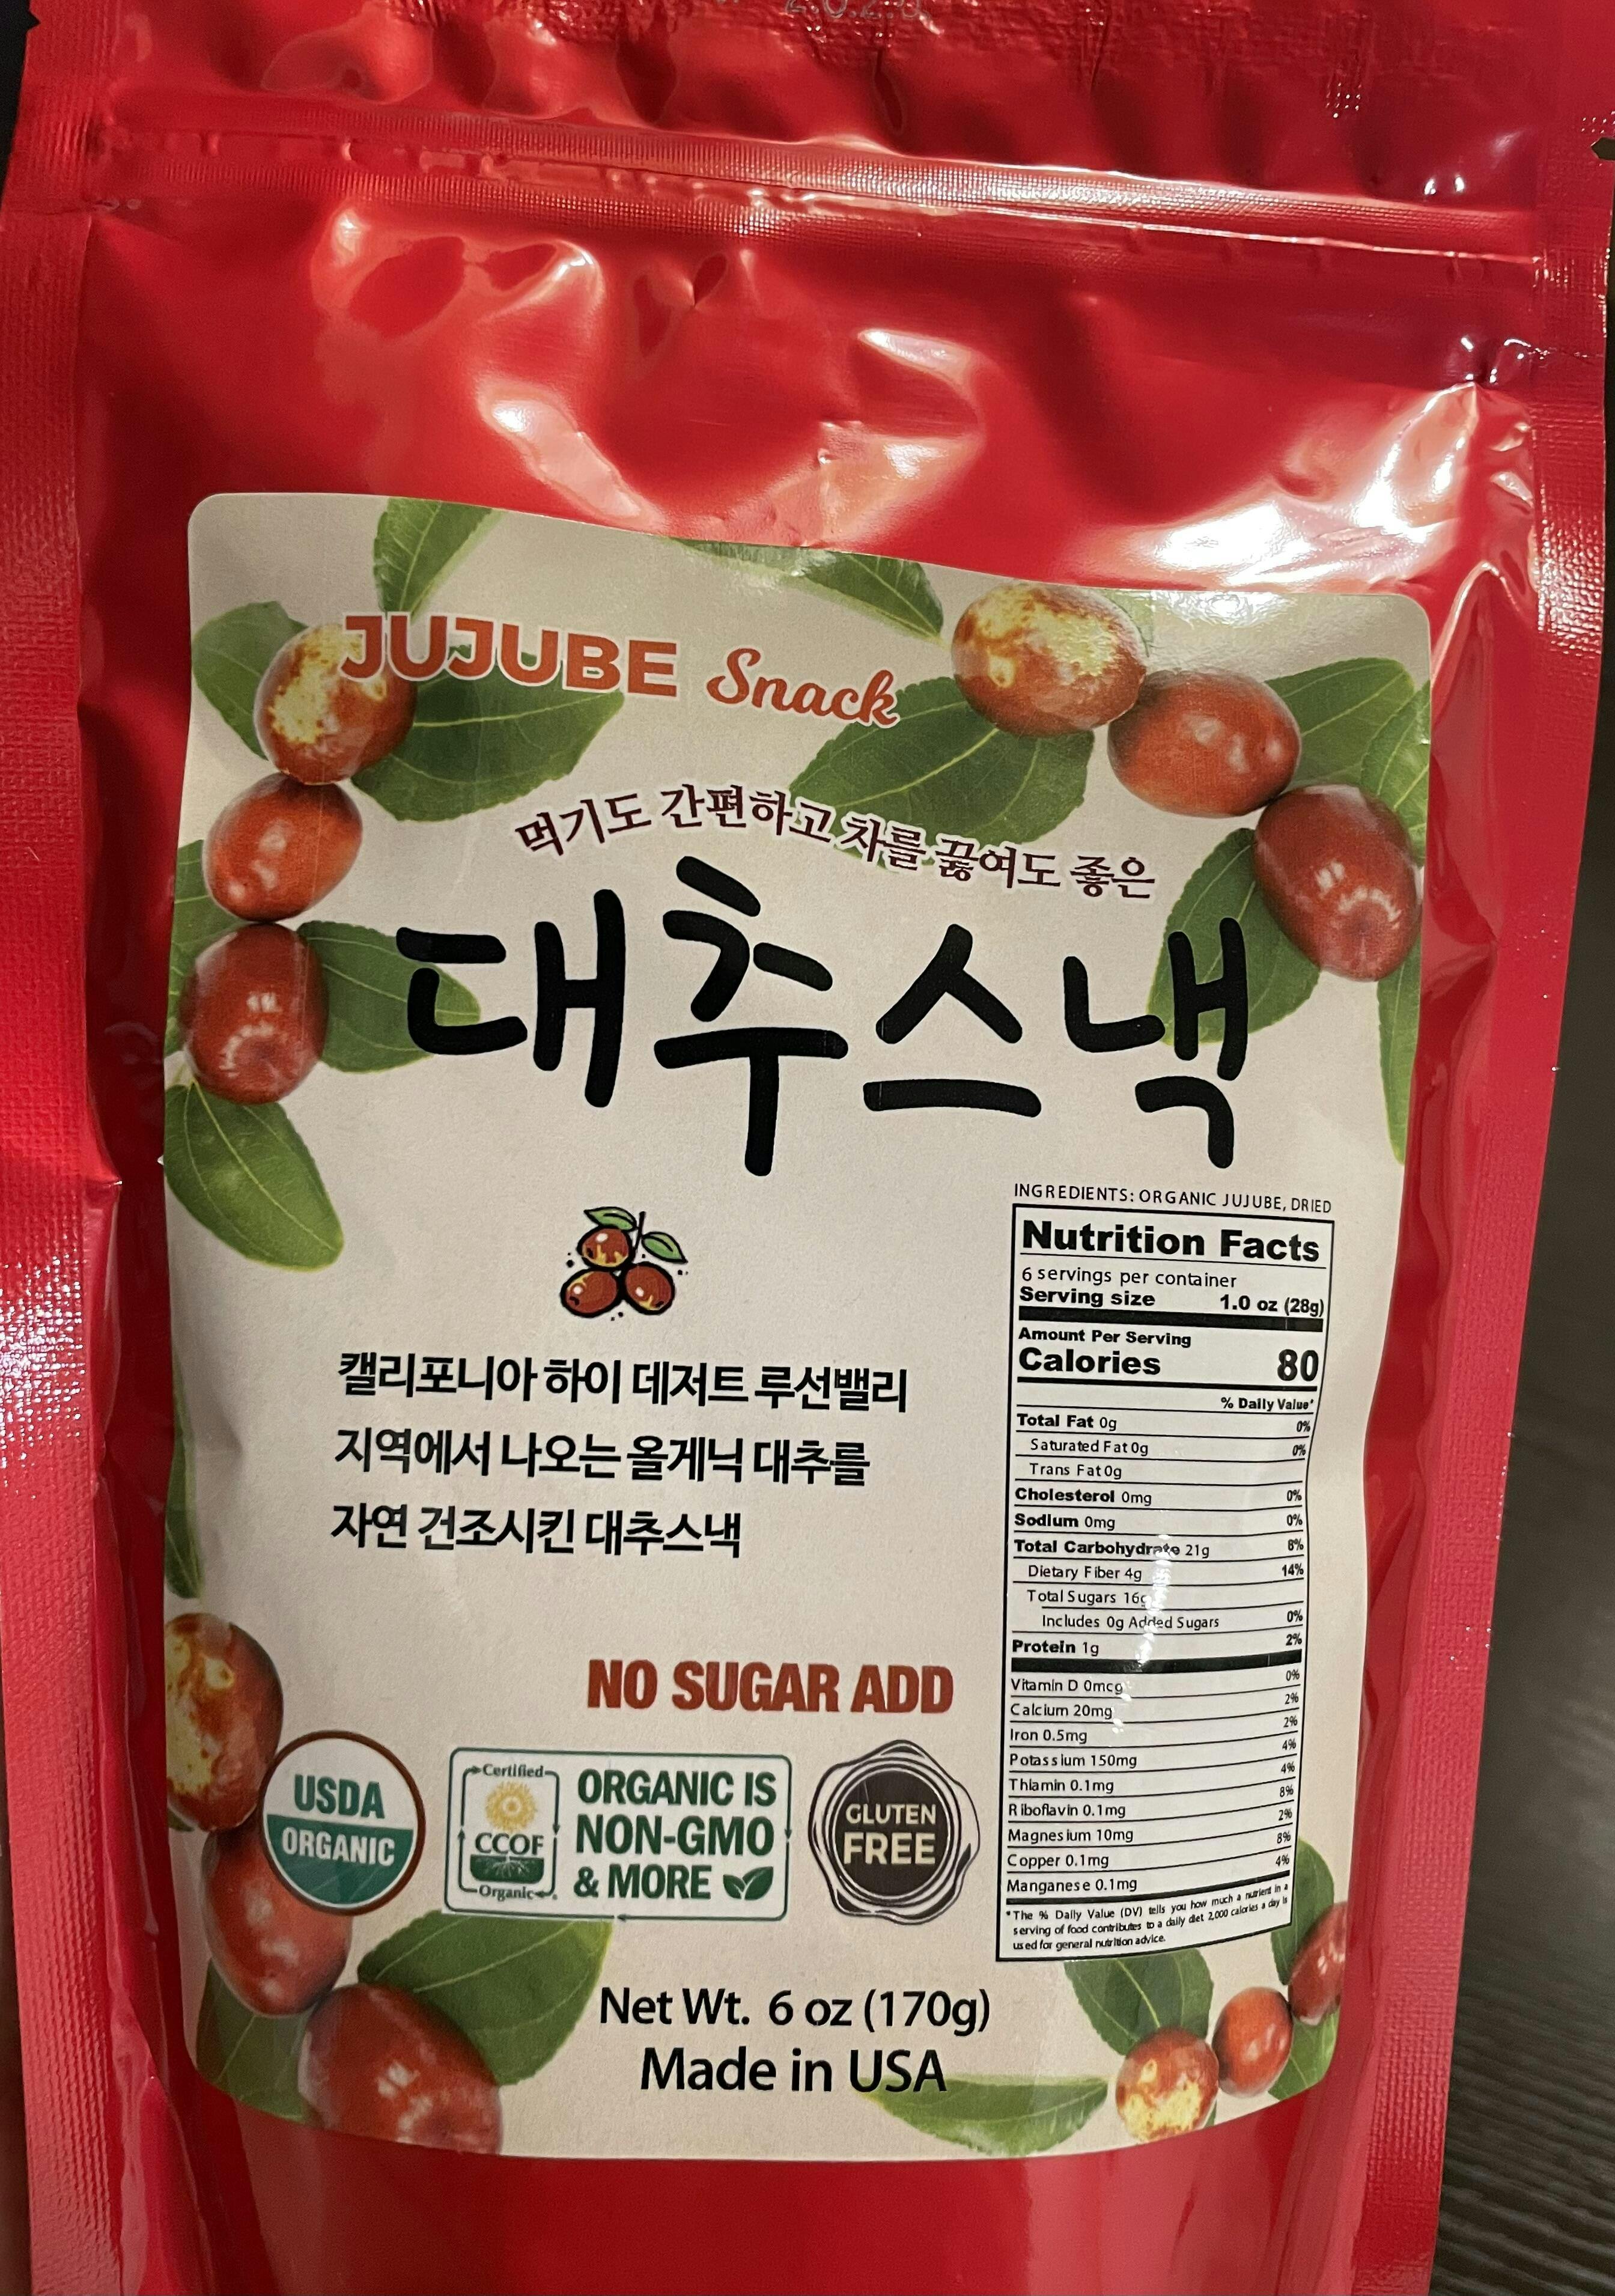 JUJUBE Snack
먹기도 간편하고 차를 끓여도 좋은
대추스낵
캘리포니아 하이 데저트 루선밸리
지역에서 나오는 올게닉 대추를
자연 건조시킨 대추스낵
INGREDIENTS: ORGANIC JUJUBE, DRIED
Nutrition Facts
6 servings per container
Serving size 1.0 oz (28g)
Amount Per Serving
Calories 80
% Daily Value*
Total Fat 0g 0%
Saturated Fat 0g 0%
Trans Fat 0g
Cholesterol 0mg 0%
Sodium 0mg 0%
Total Carbohydrate 21g 8%
Dietary Fiber 4g 14%
Total Sugars 16g
Includes 0g Added Sugars 0%
Protein 1g 2%
Vitamin D 0mcg 0%
Calcium 20mg 2%
Iron 0.5mg 2%
Potassium 150mg 4%
Thiamin 0.1mg 4%
Riboflavin 0.1mg 8%
Magnesium 10mg 2%
Copper 0.1mg 8%
Manganese 0.1mg 4%
*The % Daily Value (DV) tells you how much a nutrient in a
serving of food contributes to a daily diet 2,000 calories a day is
used for general nutrition advice.
NO SUGAR ADD
USDA
ORGANIC
Certified
CCOF
Organic
ORGANIC IS
NON-GMO
& MORE
GLUTEN
FREE
Net Wt. 6 oz (170g)
Made in USA